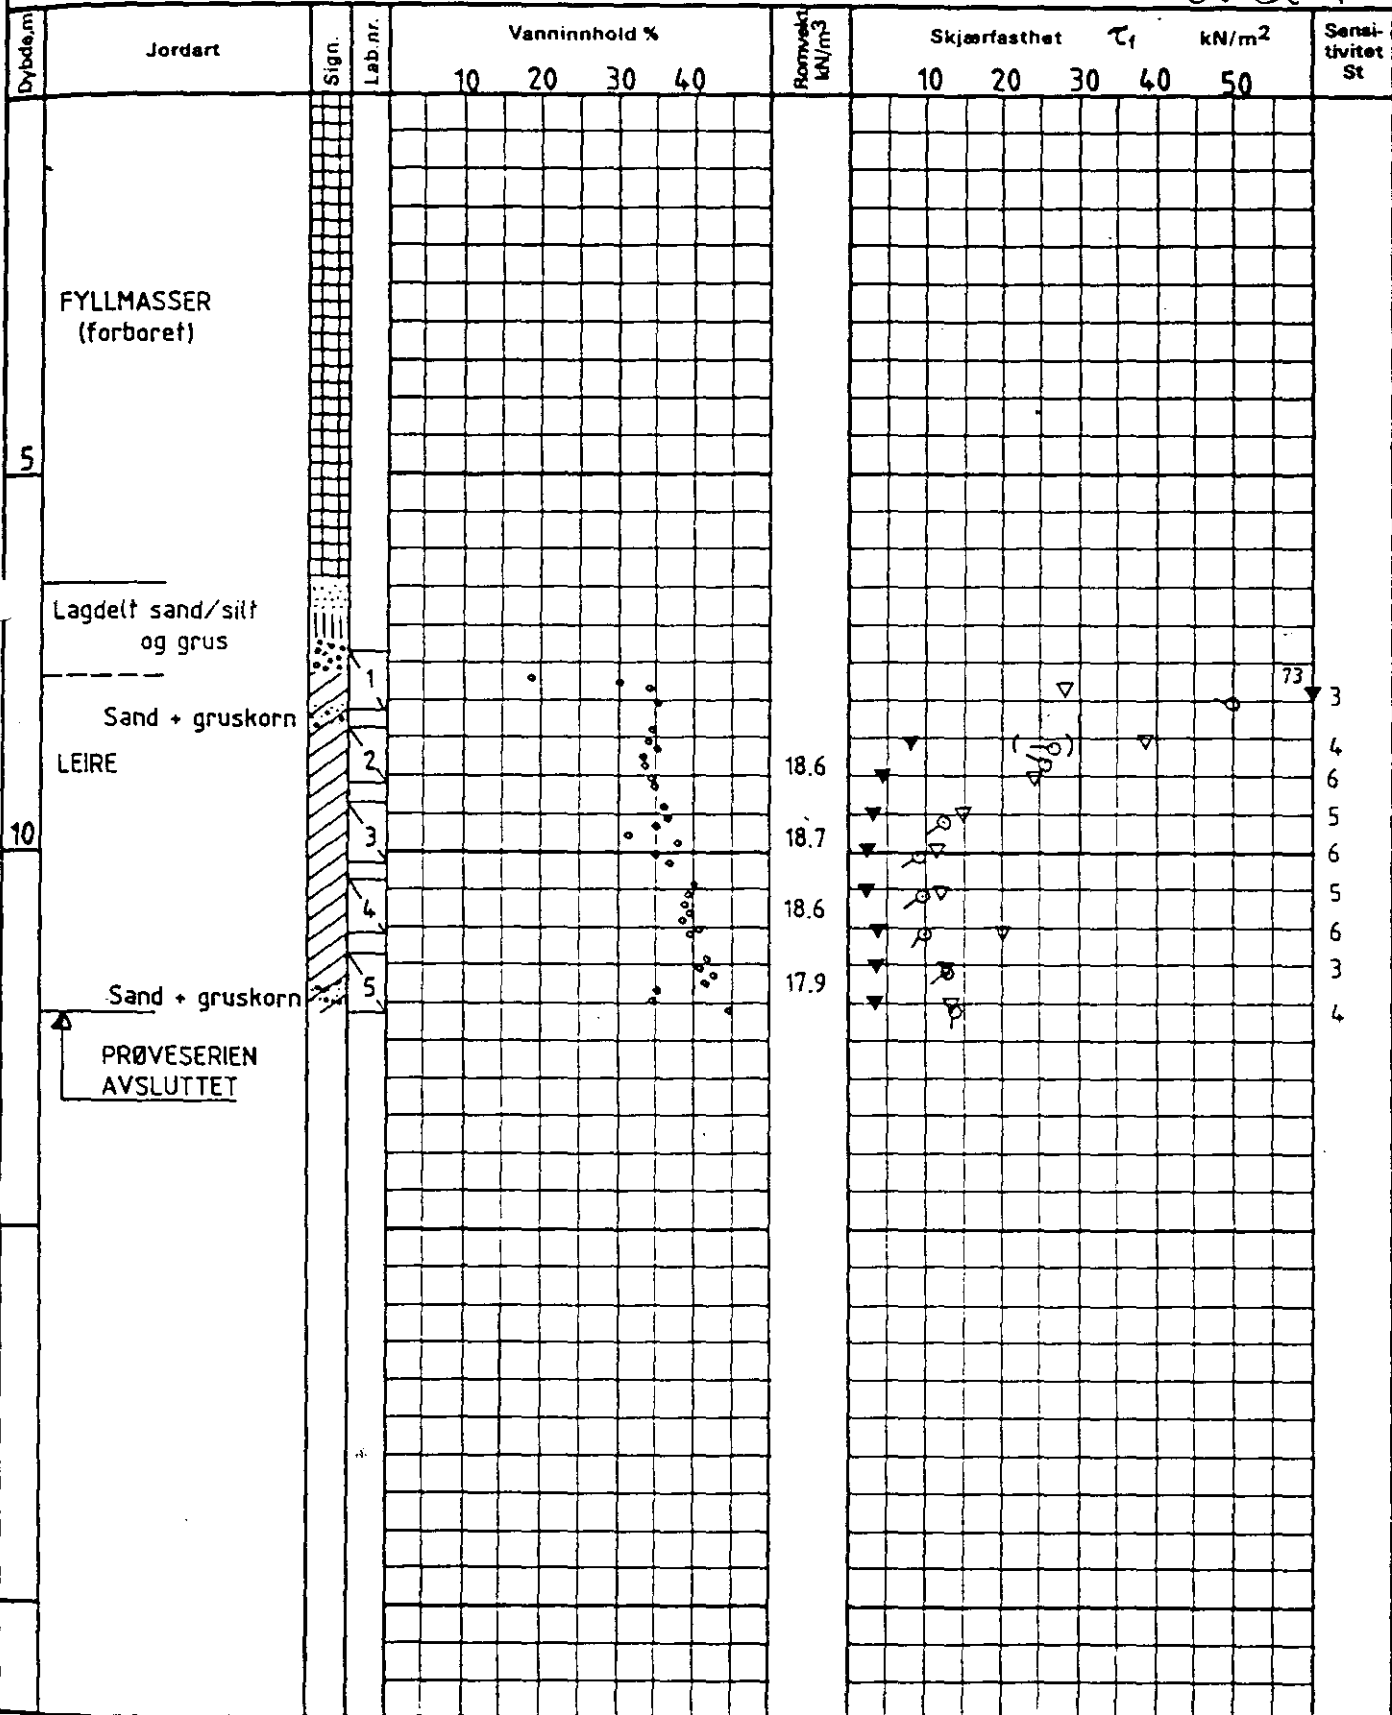 Dybde,m
Jordart
Sign.
Lab.nr.
Vanninnhold %
10 20 30 40
Romvekt kN/m³
Skjærfasthet τf kN/m²
10 20 30 40 50
Sensi-
tivitet
St
FYLLMASSER
(forboret)
5
Lagdelt sand/silt
og grus
1
73
3
Sand + gruskorn
4
LEIRE
2
18.6
6
5
10
3
18.7
6
5
4
18.6
6
3
5
17.9
Sand + gruskorn
4
PRØVESERIEN
AVSLUTTET